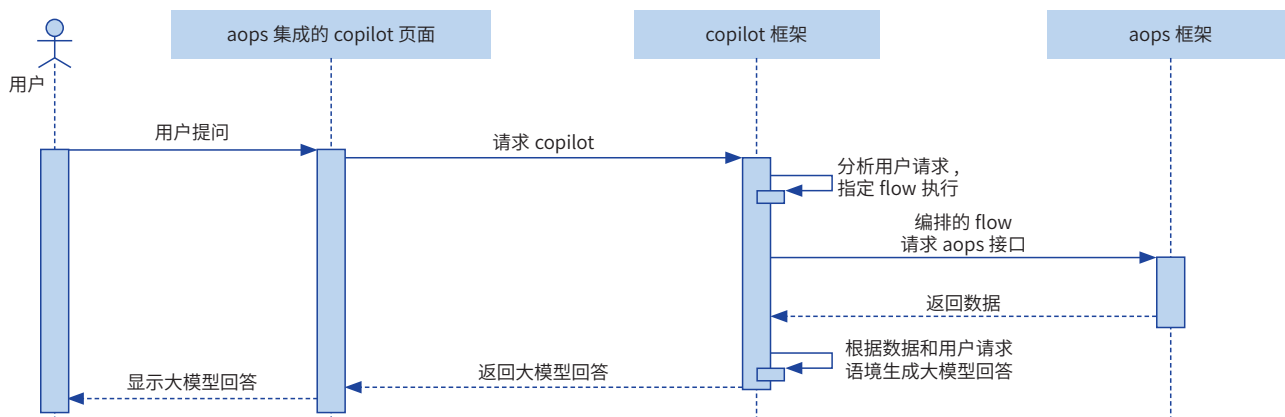 aops 集成的 copilot 页面
copilot 框架
aops 框架
用户
用户提问
请求 copilot
分析用户请求 ,
指定 flow 执行
编排的 flow
请求 aops 接口
返回数据
根据数据和用户请求
语境生成大模型回答
返回大模型回答
显示大模型回答